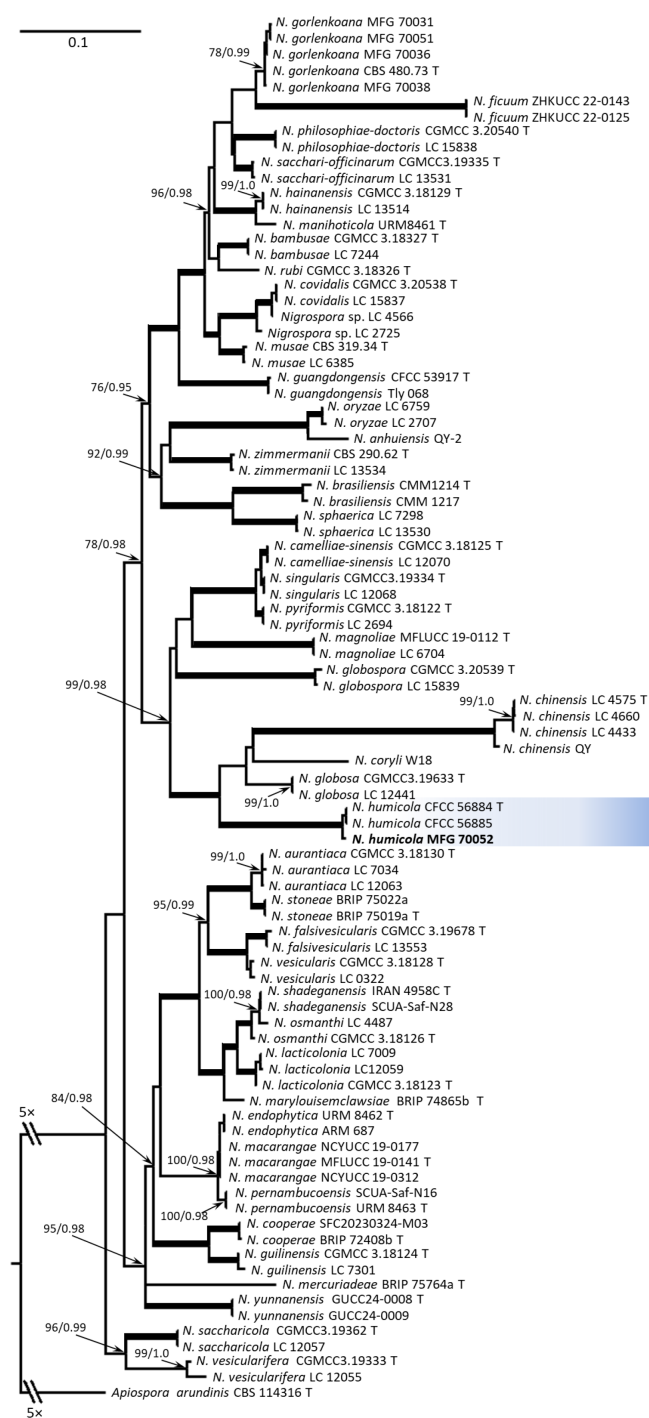 0.1
N. gorlenkoana MFG 70031
N. gorlenkoana MFG 70051
N. gorlenkoana MFG 70036
78/0.99
N. gorlenkoana CBS 480.73 T
N. gorlenkoana MFG 70038
N. ficuum ZHKUCC 22-0143
N. ficuum ZHKUCC 22-0125
N. philosophiae-doctoris CGMCC 3.20540 T
N. philosophiae-doctoris LC 15838
N. sacchari-officinarum CGMCC3.19335 T
N. sacchari-officinarum LC 13531
99/1.0
96/0.98
N. hainanensis CGMCC 3.18129 T
N. hainanensis LC 13514
N. manihoticola URM8461 T
N. bambusae CGMCC 3.18327 T
N. bambusae LC 7244
N. rubi CGMCC 3.18326 T
N. covidalis CGMCC 3.20538 T
N. covidalis LC 15837
Nigrospora sp. LC 4566
Nigrospora sp. LC 2725
N. musae CBS 319.34 T
N. musae LC 6385
N. guangdongensis CFCC 53917 T
76/0.95
N. guangdongensis Tly 068
N. oryzae LC 6759
N. oryzae LC 2707
N. anhuiensis QY-2
92/0.99
N. zimmermanii CBS 290.62 T
N. zimmermanii LC 13534
N. brasiliensis CMM1214 T
N. brasiliensis CMM 1217
N. sphaerica LC 7298
N. sphaerica LC 13530
78/0.98
N. camelliae-sinensis CGMCC 3.18125 T
N. camelliae-sinensis LC 12070
N. singularis CGMCC3.19334 T
N. singularis LC 12068
N. pyriformis CGMCC 3.18122 T
N. pyriformis LC 2694
N. magnoliae MFLUCC 19-0112 T
N. magnoliae LC 6704
N. globospora CGMCC 3.20539 T
N. globospora LC 15839
99/0.98
99/1.0
N. chinensis LC 4575 T
N. chinensis LC 4660
N. chinensis LC 4433
N. chinensis QY
N. coryli W18
N. globosa CGMCC3.19633 T
N. globosa LC 12441
99/1.0
N. humicola CFCC 56884 T
N. humicola CFCC 56885
N. humicola MFG 70052
N. aurantiaca CGMCC 3.18130 T
99/1.0
N. aurantiaca LC 7034
N. aurantiaca LC 12063
N. stoneae BRIP 75022a
95/0.99
N. stoneae BRIP 75019a T
N. falsivesicularis CGMCC 3.19678 T
N. falsivesicularis LC 13553
N. vesicularis CGMCC 3.18128 T
N. vesicularis LC 0322
N. shadeganensis IRAN 4958C T
100/0.98
N. shadeganensis SCUA-Saf-N28
N. osmanthi LC 4487
N. osmanthi CGMCC 3.18126 T
N. lacticolonia LC 7009
N. lacticolonia LC12059
N. lacticolonia CGMCC 3.18123 T
N. marylouisemclawsiae BRIP 74865b T
84/0.98
5×
N. endophytica URM 8462 T
N. endophytica ARM 687
N. macarangae NCYUCC 19-0177
100/0.98
N. macarangae MFLUCC 19-0141 T
N. macarangae NCYUCC 19-0312
N. pernambucoensis SCUA-Saf-N16
N. pernambucoensis URM 8463 T
100/0.98
N. cooperae SFC20230324-M03
95/0.98
N. cooperae BRIP 72408b T
N. guilinensis CGMCC 3.18124 T
N. guilinensis LC 7301
N. mercuriadeae BRIP 75764a T
N. yunnanensis GUCC24-0008 T
N. yunnanensis GUCC24-0009
96/0.99
N. saccharicola CGMCC3.19362 T
N. saccharicola LC 12057
99/1.0
N. vesicularifera CGMCC3.19333 T
N. vesicularifera LC 12055
Apiospora arundinis CBS 114316 T
5×